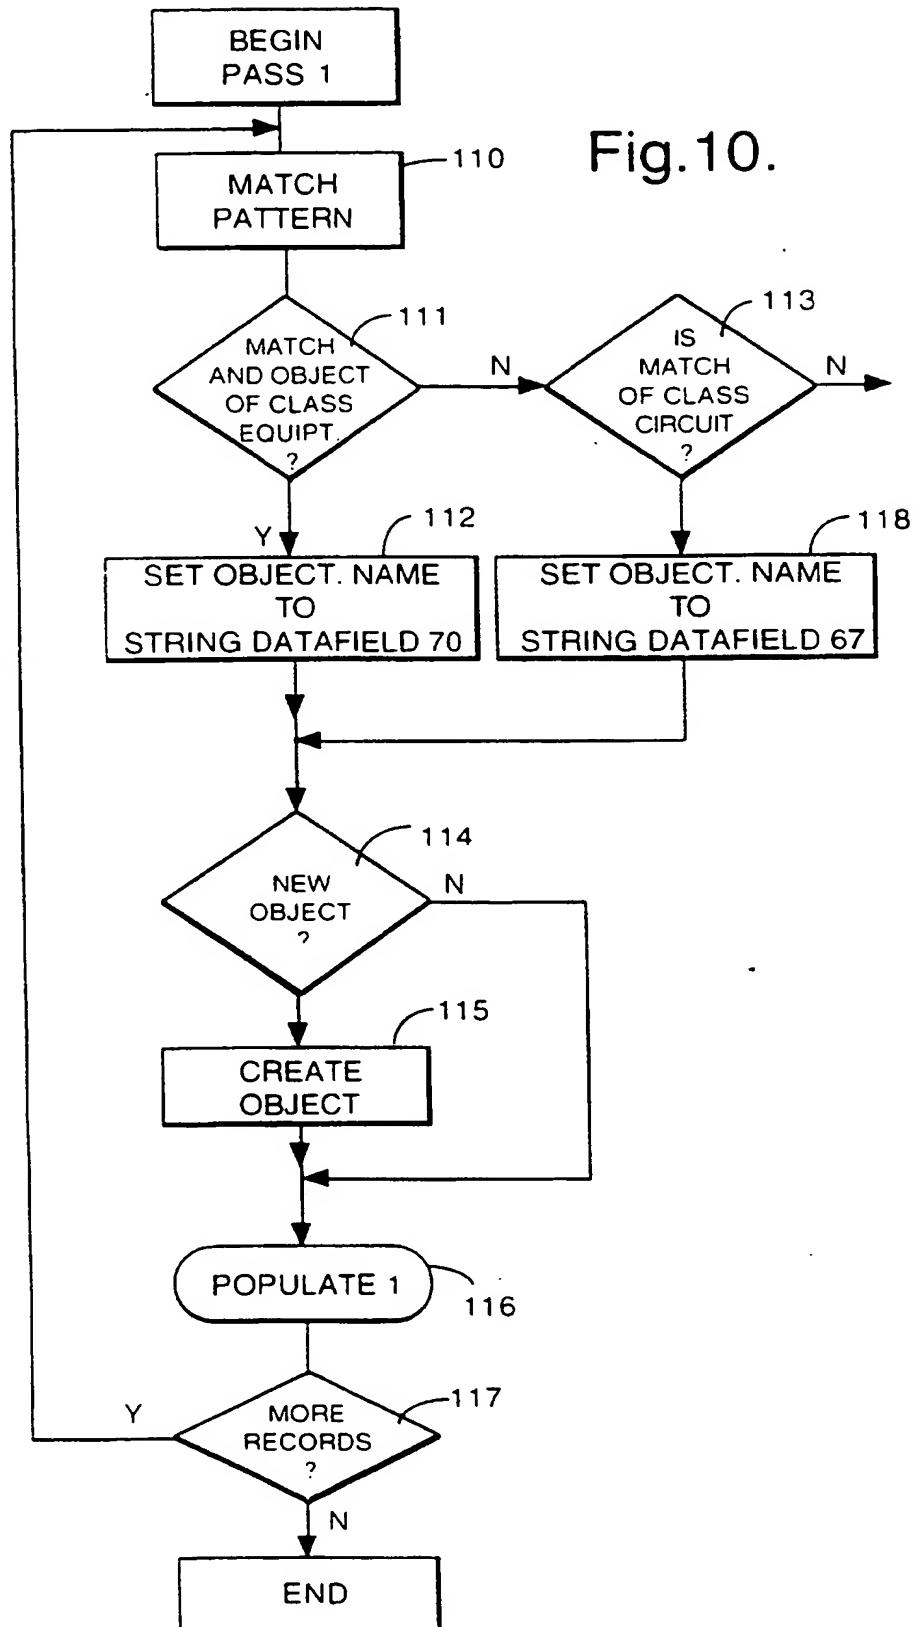 BEGIN
PASS 1
Fig.10.
110
MATCH
PATTERN
111
MATCH
AND OBJECT
OF CLASS
EQUIPT.
?
N
113
IS
MATCH
OF CLASS
CIRCUIT
?
N
Y
112
SET OBJECT. NAME
TO
STRING DATAFIELD 70
118
SET OBJECT. NAME
TO
STRING DATAFIELD 67
114
NEW
OBJECT
?
N
115
CREATE
OBJECT
POPULATE 1
116
117
MORE
RECORDS
?
Y
N
END